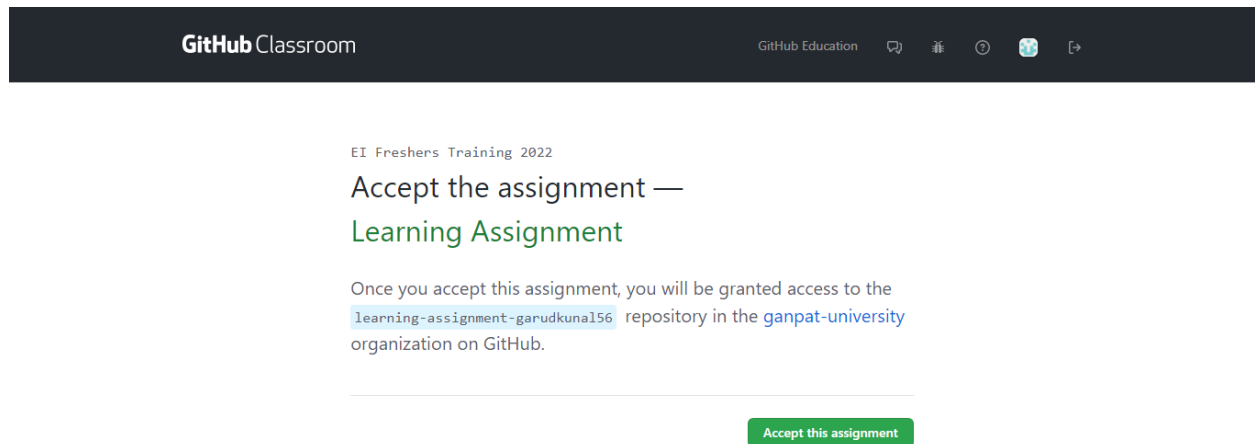 GitHub Classroom
GitHub Education
EI Freshers Training 2022
Accept the assignment —
Learning Assignment
Once you accept this assignment, you will be granted access to the
learning-assignment-garudkunal56 repository in the ganpat-university
organization on GitHub.
Accept this assignment